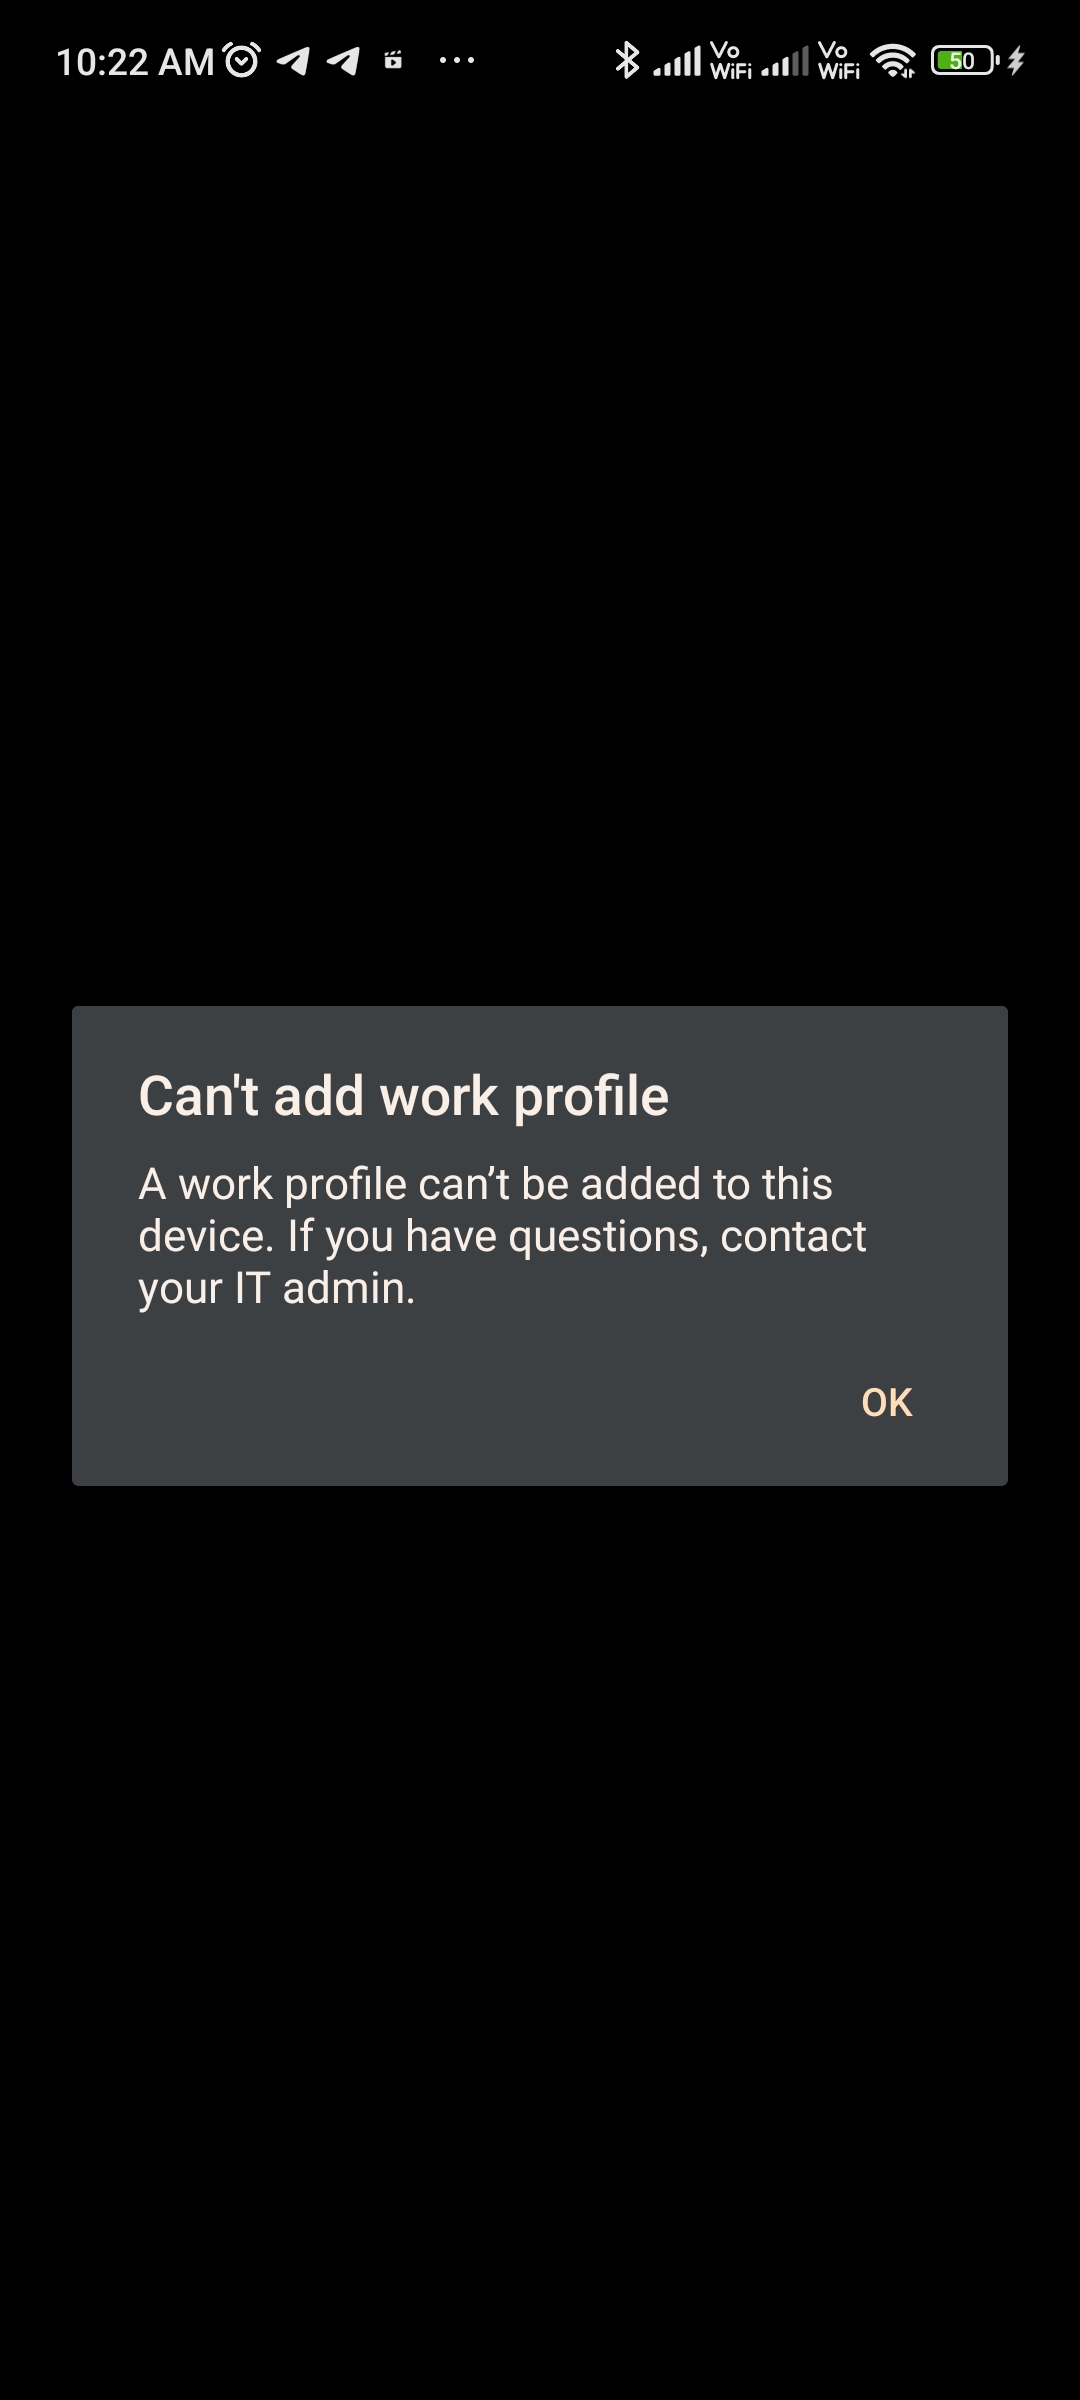 10:22 AM
Vo WiFi
Vo WiFi
50
Can't add work profile
A work profile can’t be added to this
device. If you have questions, contact
your IT admin.
OK